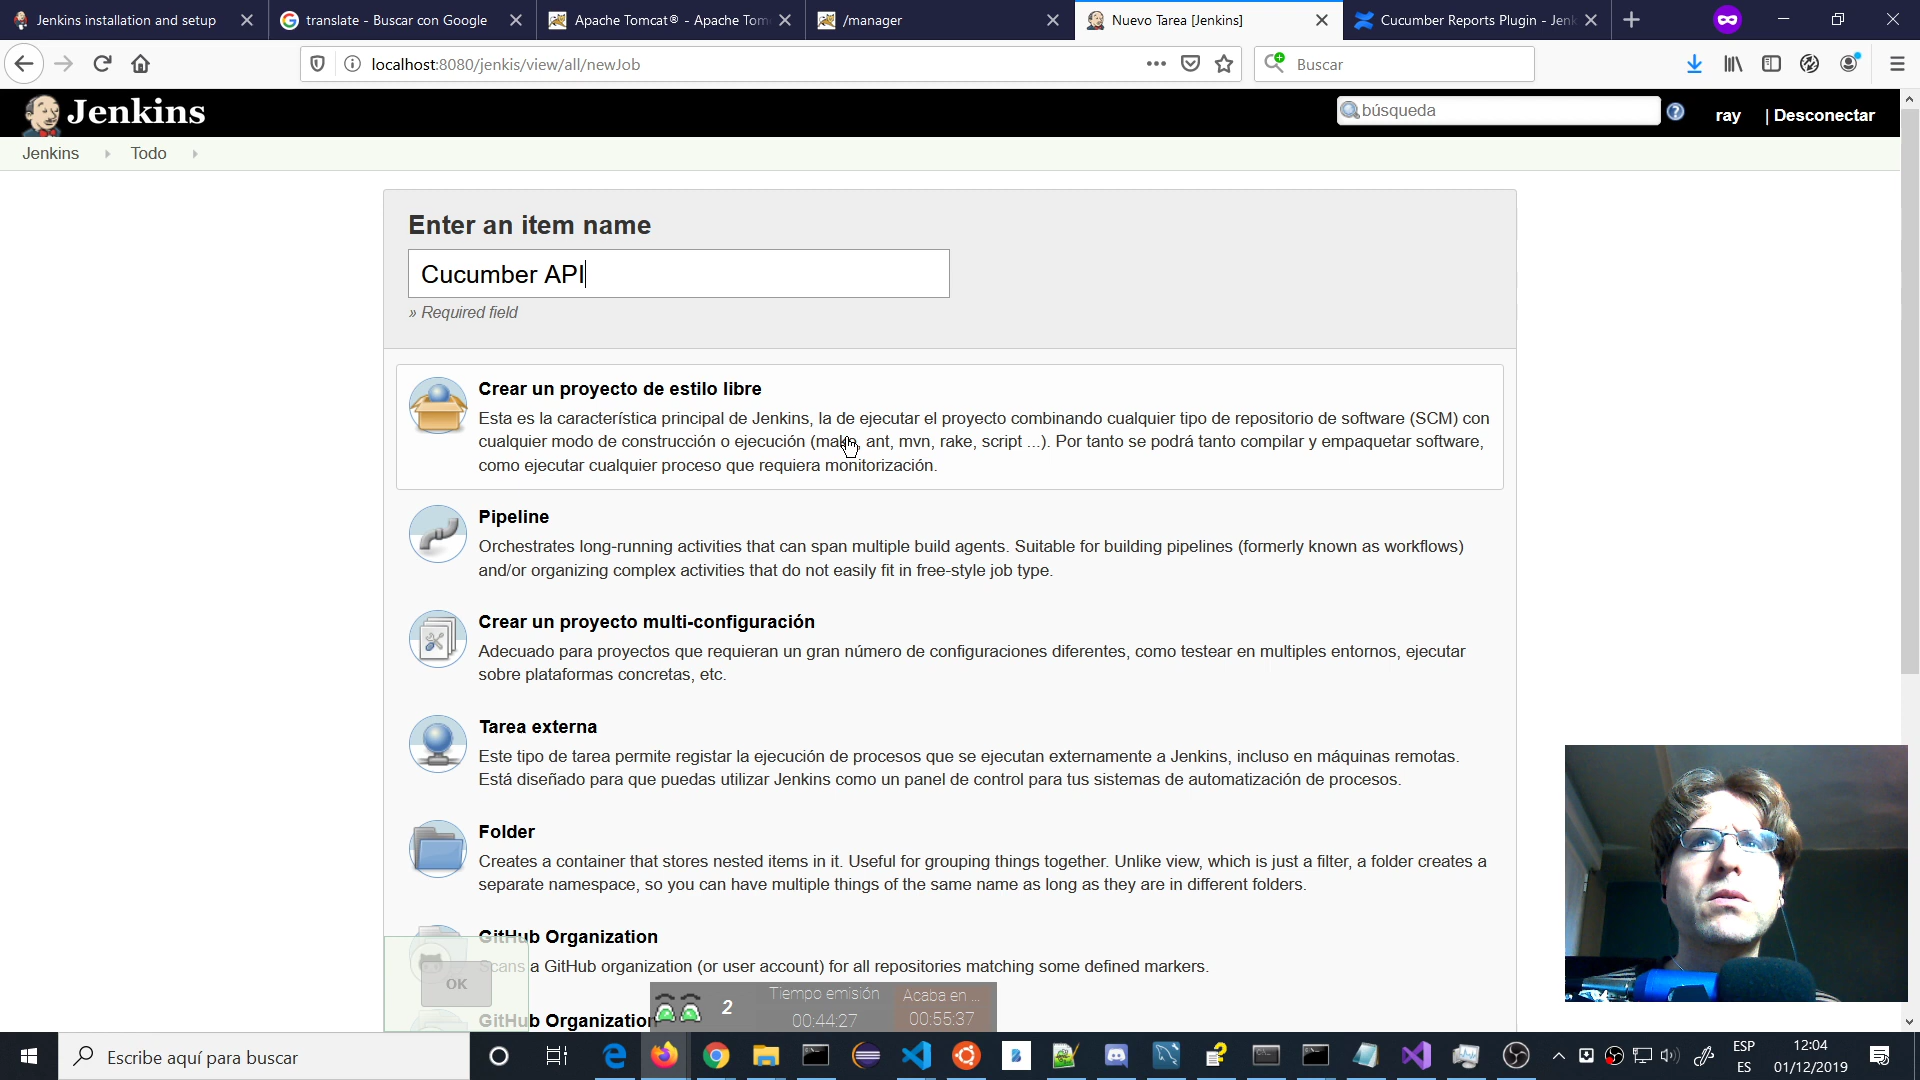 Jenkins installation and setup
translate - Buscar con Google
Apache Tomcat® - Apache Tom
/manager
Nuevo Tarea [Jenkins]
Cucumber Reports Plugin - Jenk
localhost:8080/jenkis/view/all/newJob
Buscar
Jenkins
búsqueda
ray
| Desconectar
Jenkins
Todo
Enter an item name
Cucumber API
» Required field
Crear un proyecto de estilo libre
Esta es la característica principal de Jenkins, la de ejecutar el proyecto combinando cualquier tipo de repositorio de software (SCM) con
cualquier modo de construcción o ejecución (make, ant, mvn, rake, script ...). Por tanto se podrá tanto compilar y empaquetar software,
como ejecutar cualquier proceso que requiera monitorización.
Pipeline
Orchestrates long-running activities that can span multiple build agents. Suitable for building pipelines (formerly known as workflows)
and/or organizing complex activities that do not easily fit in free-style job type.
Crear un proyecto multi-configuración
Adecuado para proyectos que requieran un gran número de configuraciones diferentes, como testear en multiples entornos, ejecutar
sobre plataformas concretas, etc.
Tarea externa
Este tipo de tarea permite registar la ejecución de procesos que se ejecutan externamente a Jenkins, incluso en máquinas remotas.
Está diseñado para que puedas utilizar Jenkins como un panel de control para tus sistemas de automatización de procesos.
Folder
Creates a container that stores nested items in it. Useful for grouping things together. Unlike view, which is just a filter, a folder creates a
separate namespace, so you can have multiple things of the same name as long as they are in different folders.
GitHub Organization
Scans a GitHub organization (or user account) for all repositories matching some defined markers.
OK
GitHub Organization
2
Tiempo emisión
00:44:27
Acaba en ...
00:55:37
Escribe aquí para buscar
ESP
ES
12:04
01/12/2019